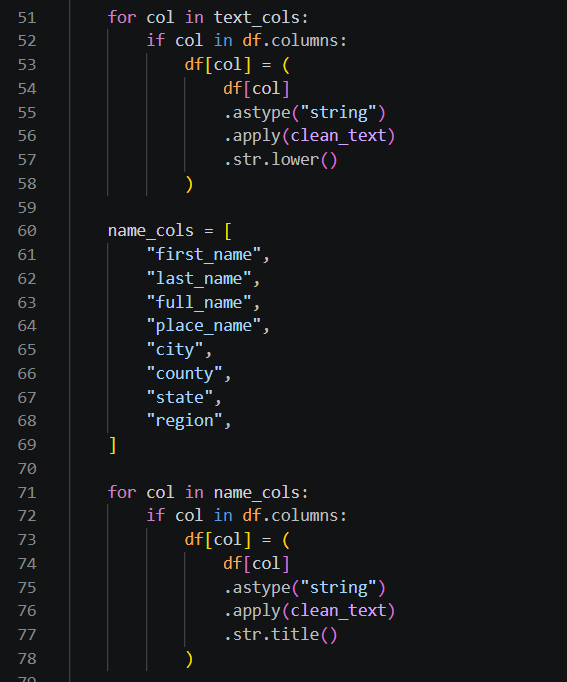 51 for col in text_cols:
52 if col in df.columns:
53 df[col] = (
54 df[col]
55 .astype("string")
56 .apply(clean_text)
57 .str.lower()
58 )
59
60 name_cols = [
61 "first_name",
62 "last_name",
63 "full_name",
64 "place_name",
65 "city",
66 "county",
67 "state",
68 "region",
69 ]
70
71 for col in name_cols:
72 if col in df.columns:
73 df[col] = (
74 df[col]
75 .astype("string")
76 .apply(clean_text)
77 .str.title()
78 )